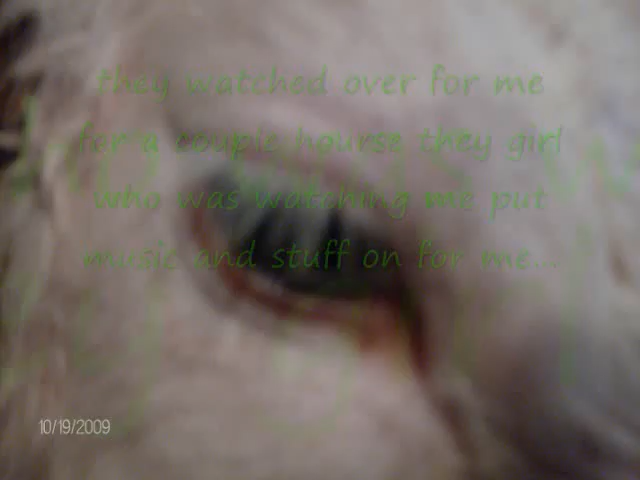 they watched over for me
for a couple hourse they girl
who was watching me put
music and stuff on for me...
10/19/2009